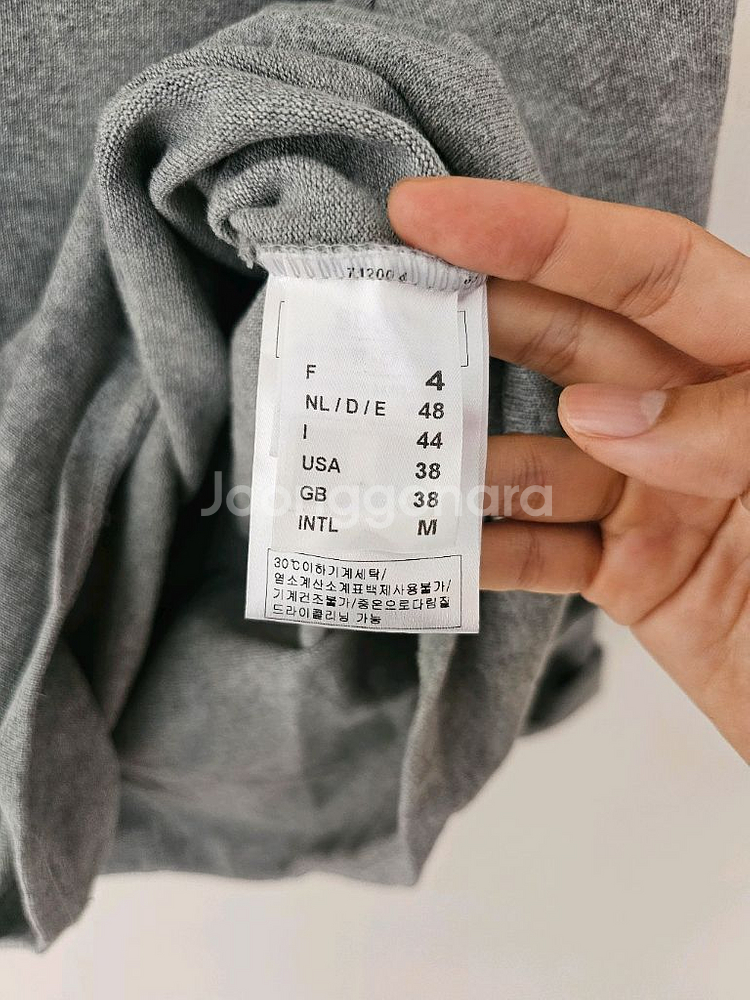 71200
F 4
NL/D/E 48
I 44
USA 38
GB 38
INTL M
Joonggonara
30℃이하기계세탁/
염소계산소계표백제사용불가/
기계건조불가/중온으로다림질
드라이클리닝 가능